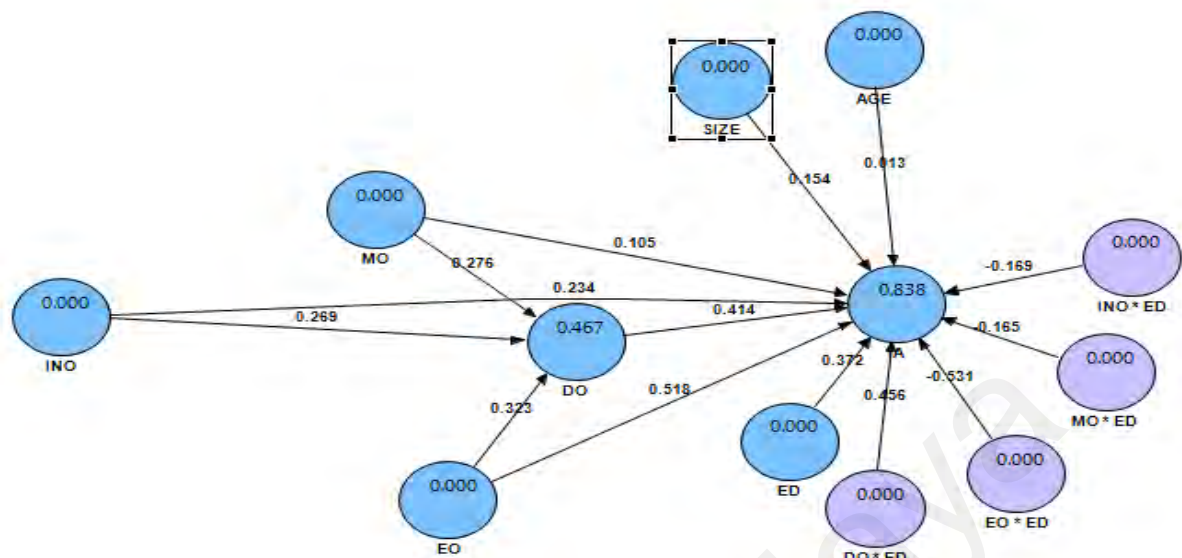 0.000
AGE
0.000
SIZE
0.154
0.013
0.000
MO
0.105
0.276
0.000
INO
0.234
0.269
0.467
DO
0.414
0.838
A
0.000
INO * ED
-0.169
0.000
MO * ED
-0.165
0.323
0.518
0.372
0.456
-0.531
0.000
EO
0.000
ED
0.000
DO * ED
0.000
EO * ED